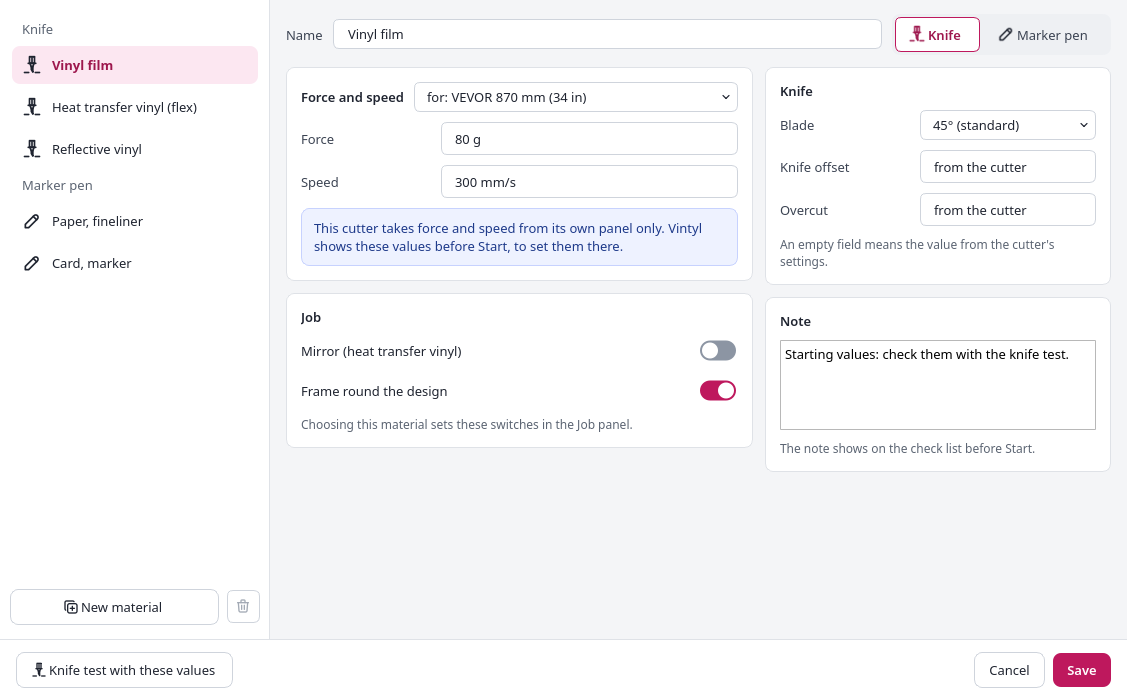 Knife
Vinyl film
Heat transfer vinyl (flex)
Reflective vinyl
Marker pen
Paper, fineliner
Card, marker
New material
Name
Vinyl film
Knife
Marker pen
Force and speed
for: VEVOR 870 mm (34 in)
Force
80 g
Speed
300 mm/s
This cutter takes force and speed from its own panel only. Vintyl
shows these values before Start, to set them there.
Job
Mirror (heat transfer vinyl)
Frame round the design
Choosing this material sets these switches in the Job panel.
Knife
Blade
45° (standard)
Knife offset
from the cutter
Overcut
from the cutter
An empty field means the value from the cutter's
settings.
Note
Starting values: check them with the knife test.
The note shows on the check list before Start.
Knife test with these values
Cancel
Save